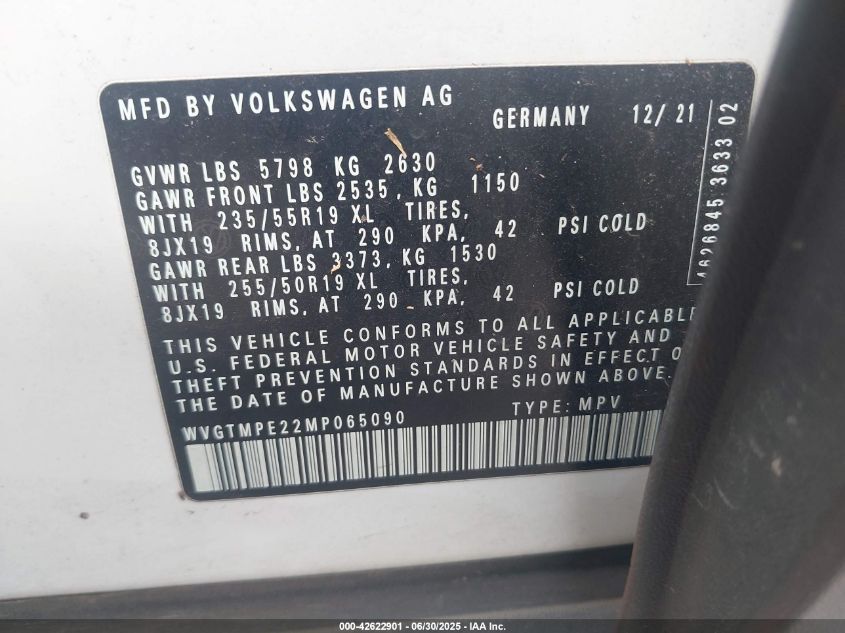 MFD BY VOLKSWAGEN AG
GERMANY 12/ 21
GVWR LBS 5798 KG 2630
GAWR FRONT LBS 2535, KG 1150
WITH 235/55R19 XL TIRES,
8JX19 RIMS, AT 290 KPA, 42 PSI COLD
GAWR REAR LBS 3373, KG 1530
WITH 255/50R19 XL TIRES,
8JX19 RIMS, AT 290 KPA, 42 PSI COLD
THIS VEHICLE CONFORMS TO ALL APPLICABLE
U.S. FEDERAL MOTOR VEHICLE SAFETY AND
THEFT PREVENTION STANDARDS IN EFFECT O
THE DATE OF MANUFACTURE SHOWN ABOVE.
WVGTMPE22MP065090 TYPE: MPV
4626845 3633 02
000-42622901 - 06/30/2025 - IAA Inc.